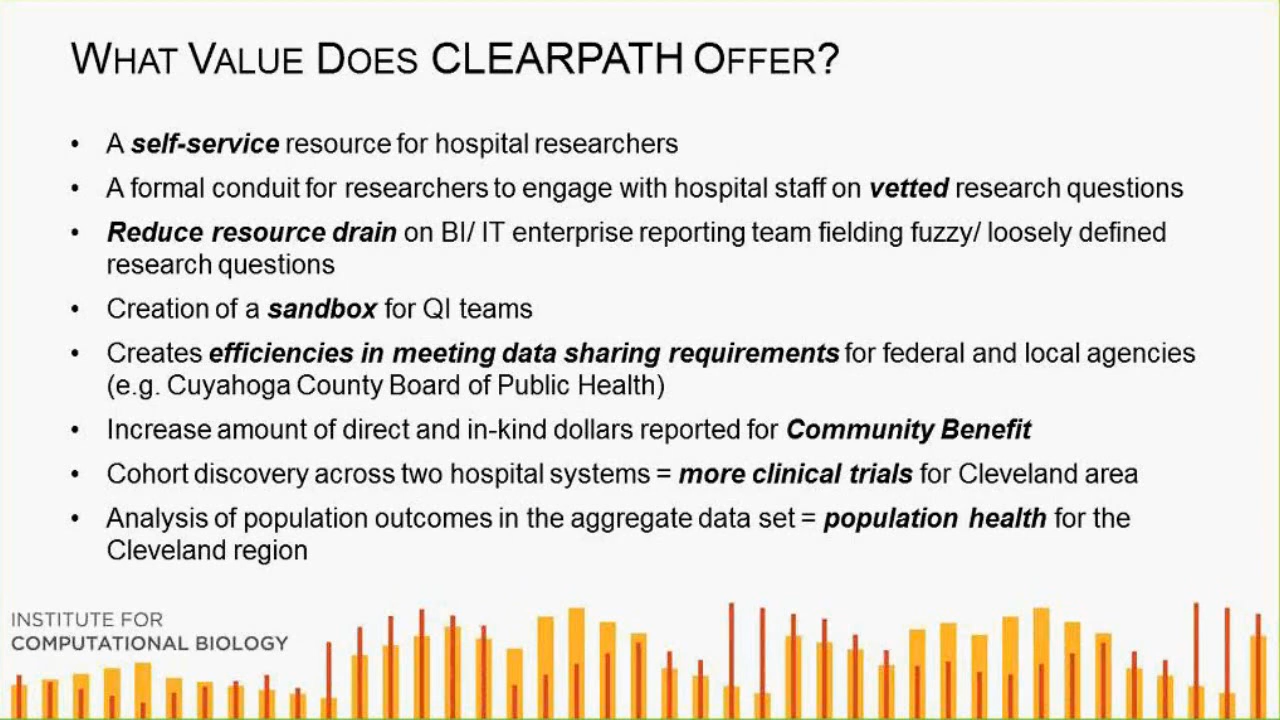 WHAT VALUE DOES CLEARPATH OFFER?
• A self-service resource for hospital researchers
• A formal conduit for researchers to engage with hospital staff on vetted research questions
• Reduce resource drain on BI/ IT enterprise reporting team fielding fuzzy/ loosely defined
research questions
• Creation of a sandbox for QI teams
• Creates efficiencies in meeting data sharing requirements for federal and local agencies
(e.g. Cuyahoga County Board of Public Health)
• Increase amount of direct and in-kind dollars reported for Community Benefit
• Cohort discovery across two hospital systems = more clinical trials for Cleveland area
• Analysis of population outcomes in the aggregate data set = population health for the
Cleveland region
INSTITUTE FOR
COMPUTATIONAL BIOLOGY